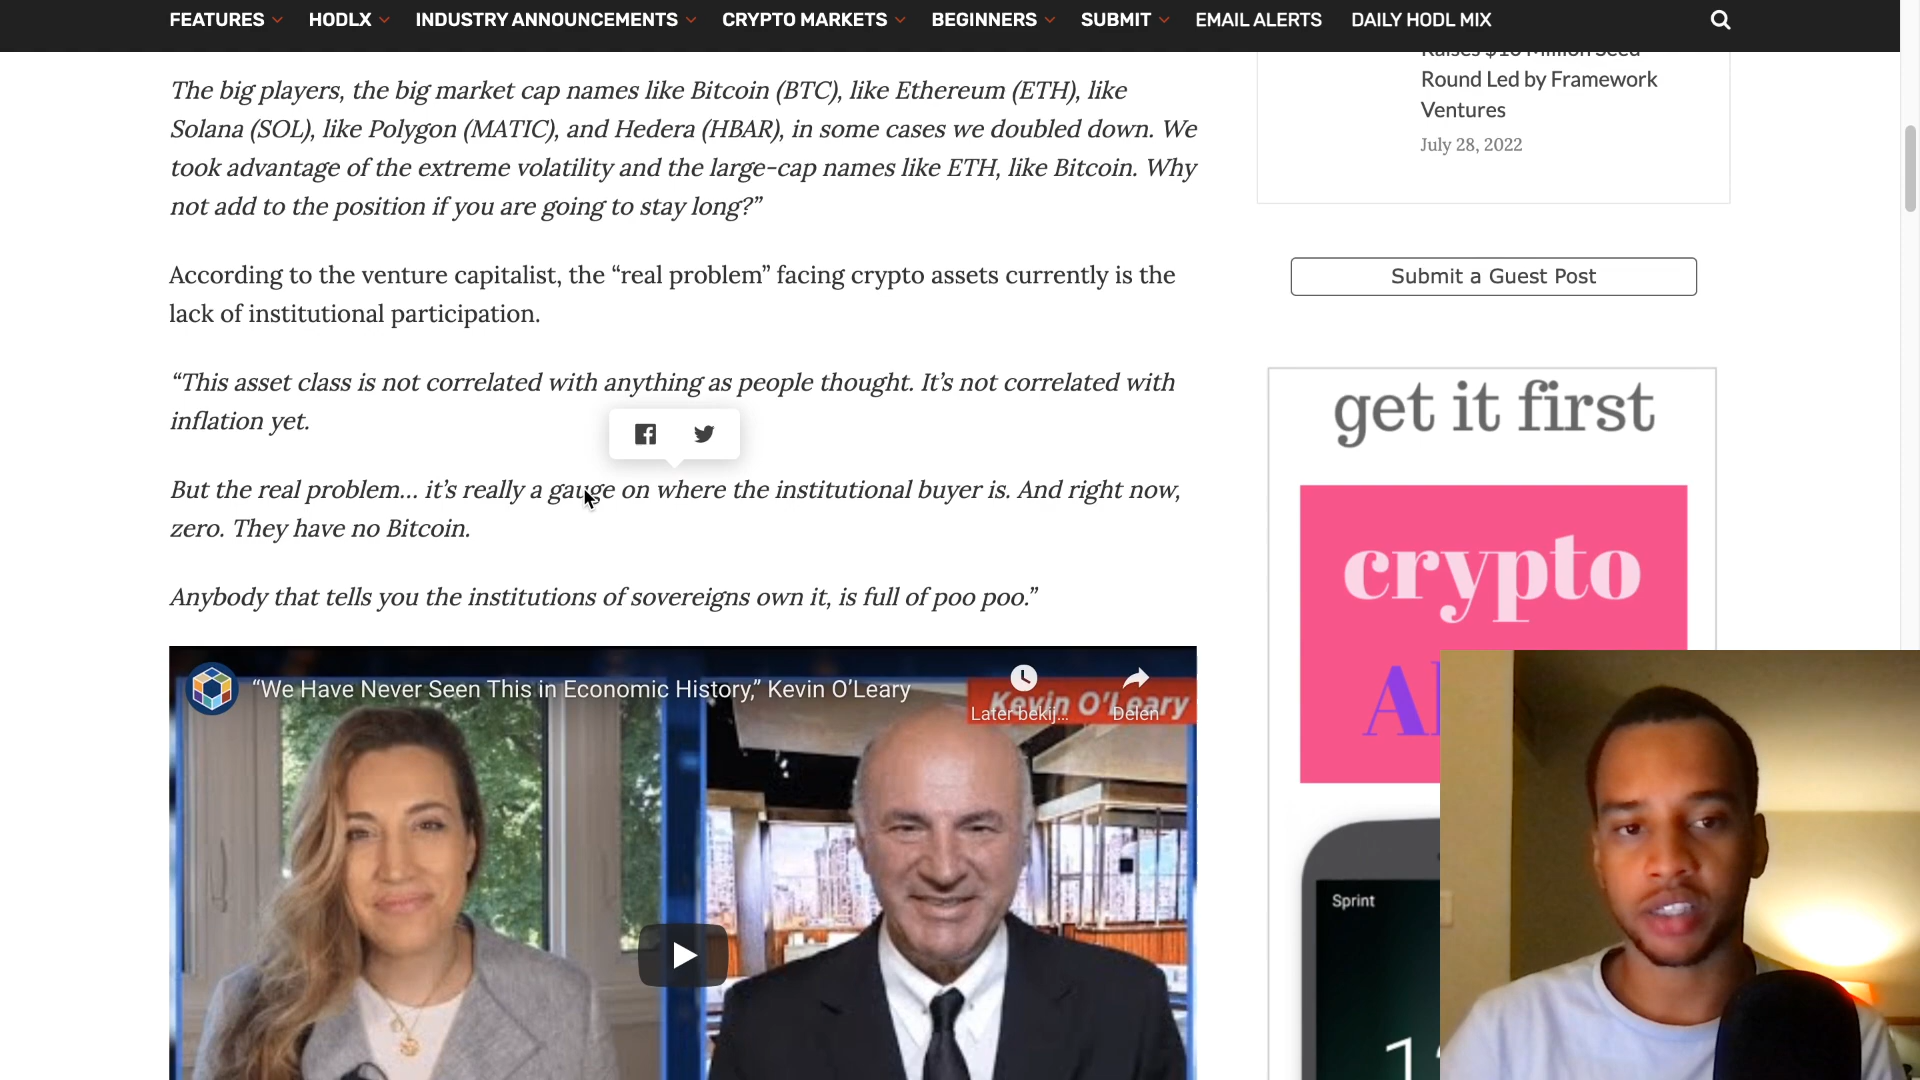 FEATURES HODLX INDUSTRY ANNOUNCEMENTS CRYPTO MARKETS BEGINNERS SUBMIT EMAIL ALERTS DAILY HODL MIX
The big players, the big market cap names like Bitcoin (BTC), like Ethereum (ETH), like
Solana (SOL), like Polygon (MATIC), and Hedera (HBAR), in some cases we doubled down. We
took advantage of the extreme volatility and the large-cap names like ETH, like Bitcoin. Why
not add to the position if you are going to stay long?”
According to the venture capitalist, the “real problem” facing crypto assets currently is the
lack of institutional participation.
“This asset class is not correlated with anything as people thought. It’s not correlated with
inflation yet.
But the real problem… it’s really a gauge on where the institutional buyer is. And right now,
zero. They have no Bitcoin.
Anybody that tells you the institutions of sovereigns own it, is full of poo poo.”
“We Have Never Seen This in Economic History,” Kevin O’Leary
Kevin O'Leary
Later bekij...
Delen
Raises $10 Million Seed
Round Led by Framework
Ventures
July 28, 2022
Submit a Guest Post
get it first
crypto
Sprint